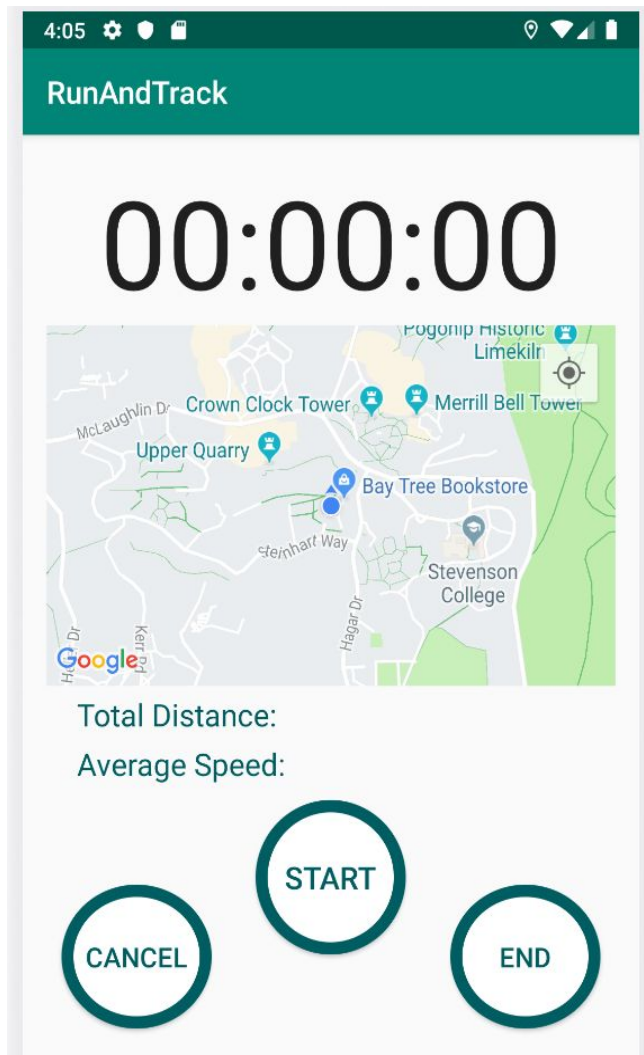 4:05
RunAndTrack
00:00:00
Pogonip Historic
Limekiln
Crown Clock Tower
Merrill Bell Tower
McLaughlin Dr
Upper Quarry
Bay Tree Bookstore
Steinhart Way
Stevenson
College
Hagar Dr
Kerr Rd
Google
Total Distance:
Average Speed:
START
CANCEL
END